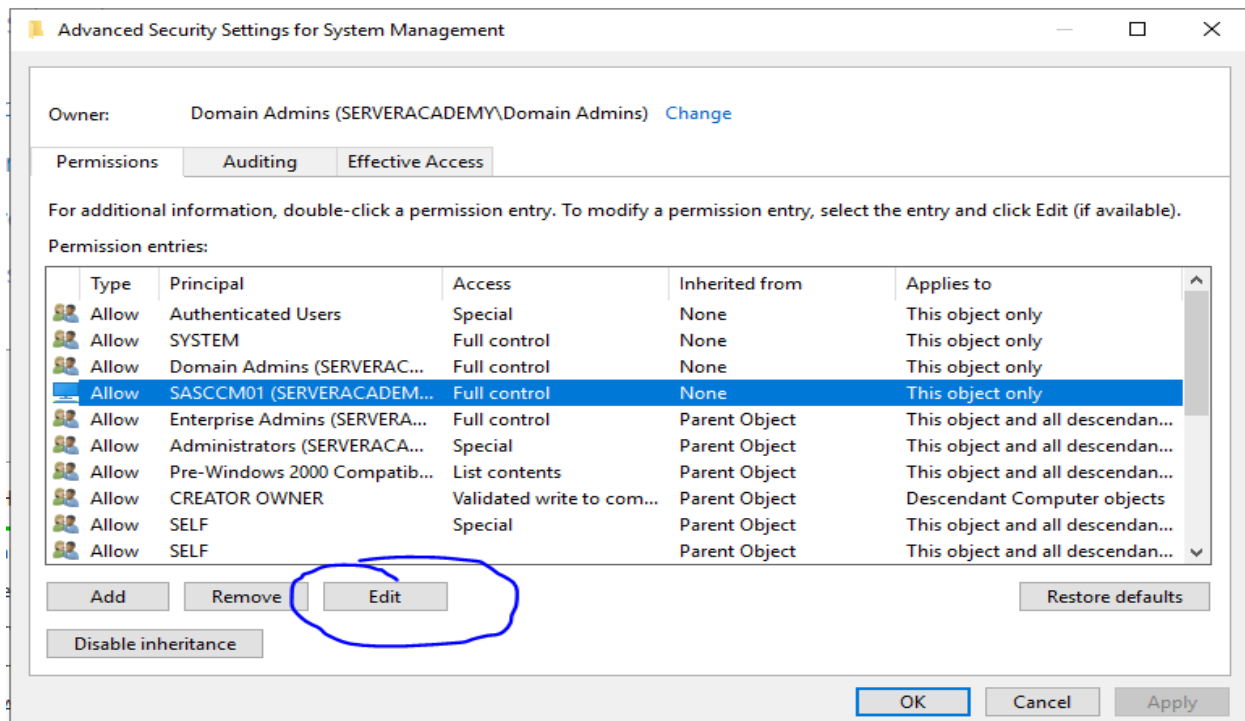 Advanced Security Settings for System Management
Owner: Domain Admins (SERVERACADEMY\Domain Admins) Change
Permissions Auditing Effective Access
For additional information, double-click a permission entry. To modify a permission entry, select the entry and click Edit (if available).
Permission entries:
Type Principal Access Inherited from Applies to
Allow Authenticated Users Special None This object only
Allow SYSTEM Full control None This object only
Allow Domain Admins (SERVERAC... Full control None This object only
Allow SASCCM01 (SERVERACADEM... Full control None This object only
Allow Enterprise Admins (SERVERA... Full control Parent Object This object and all descendan...
Allow Administrators (SERVERACA... Special Parent Object This object and all descendan...
Allow Pre-Windows 2000 Compatib... List contents Parent Object This object and all descendan...
Allow CREATOR OWNER Validated write to com... Parent Object Descendant Computer objects
Allow SELF Special Parent Object This object and all descendan...
Allow SELF Parent Object This object and all descendan...
Add Remove Edit Restore defaults
Disable inheritance
OK Cancel Apply